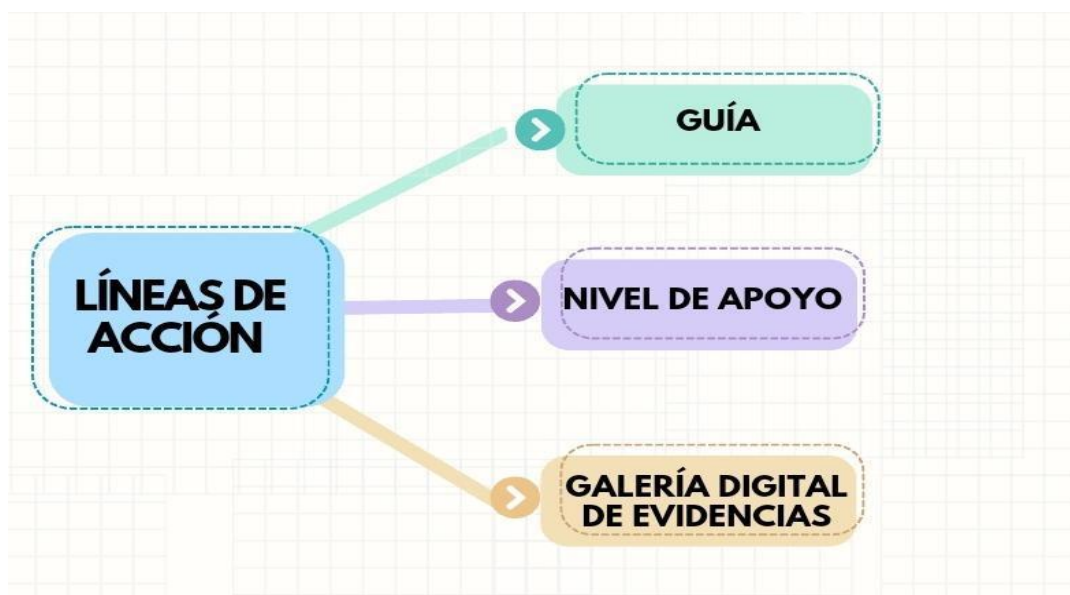 GUÍA
LÍNEAS DE
ACCIÓN
NIVEL DE APOYO
GALERÍA DIGITAL
DE EVIDENCIAS